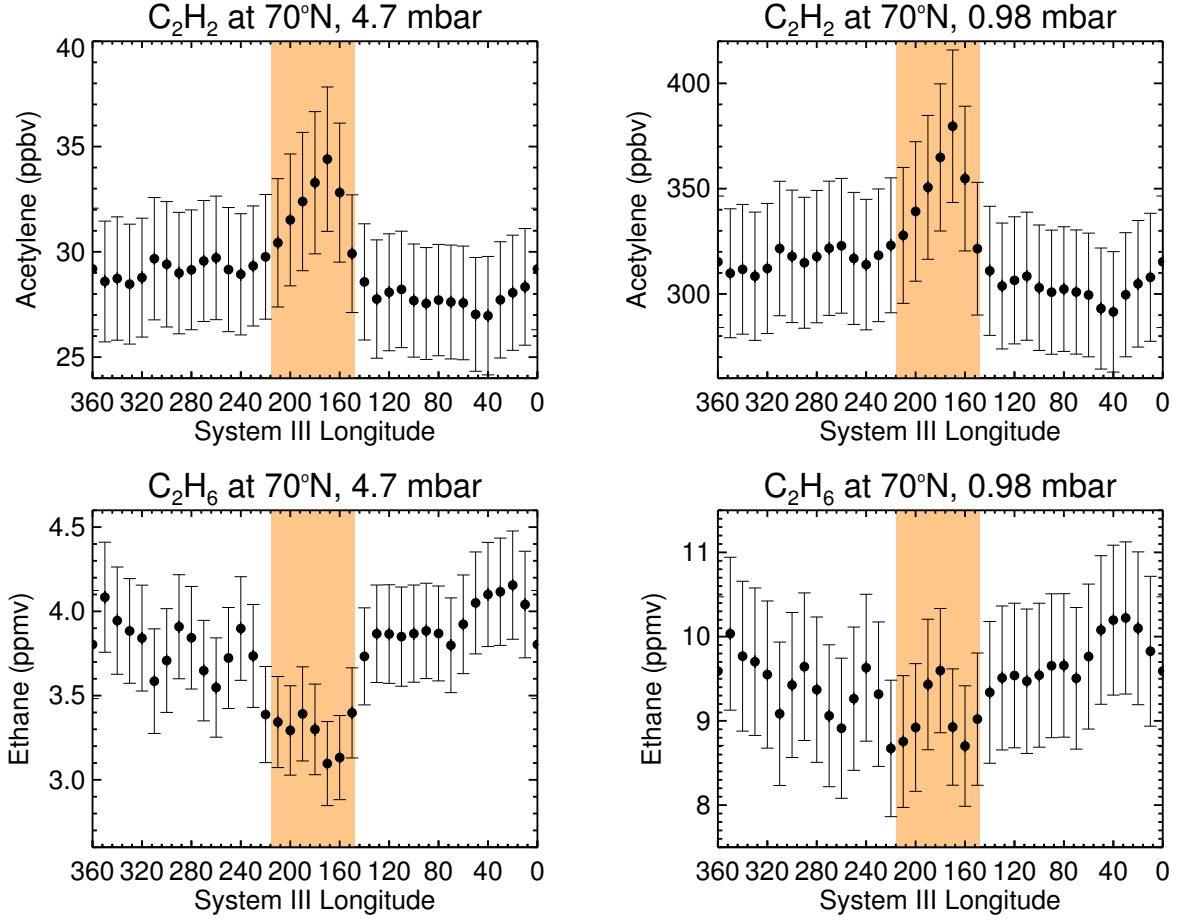 C₂H₂ at 70°N, 4.7 mbar
Acetylene (ppbv)
40
35
30
25
360 320 280 240 200 160 120 80 40 0
System III Longitude
C₂H₂ at 70°N, 0.98 mbar
Acetylene (ppbv)
400
350
300
360 320 280 240 200 160 120 80 40 0
System III Longitude
C₂H₆ at 70°N, 4.7 mbar
Ethane (ppmv)
4.5
4.0
3.5
3.0
360 320 280 240 200 160 120 80 40 0
System III Longitude
C₂H₆ at 70°N, 0.98 mbar
Ethane (ppmv)
11
10
9
8
360 320 280 240 200 160 120 80 40 0
System III Longitude